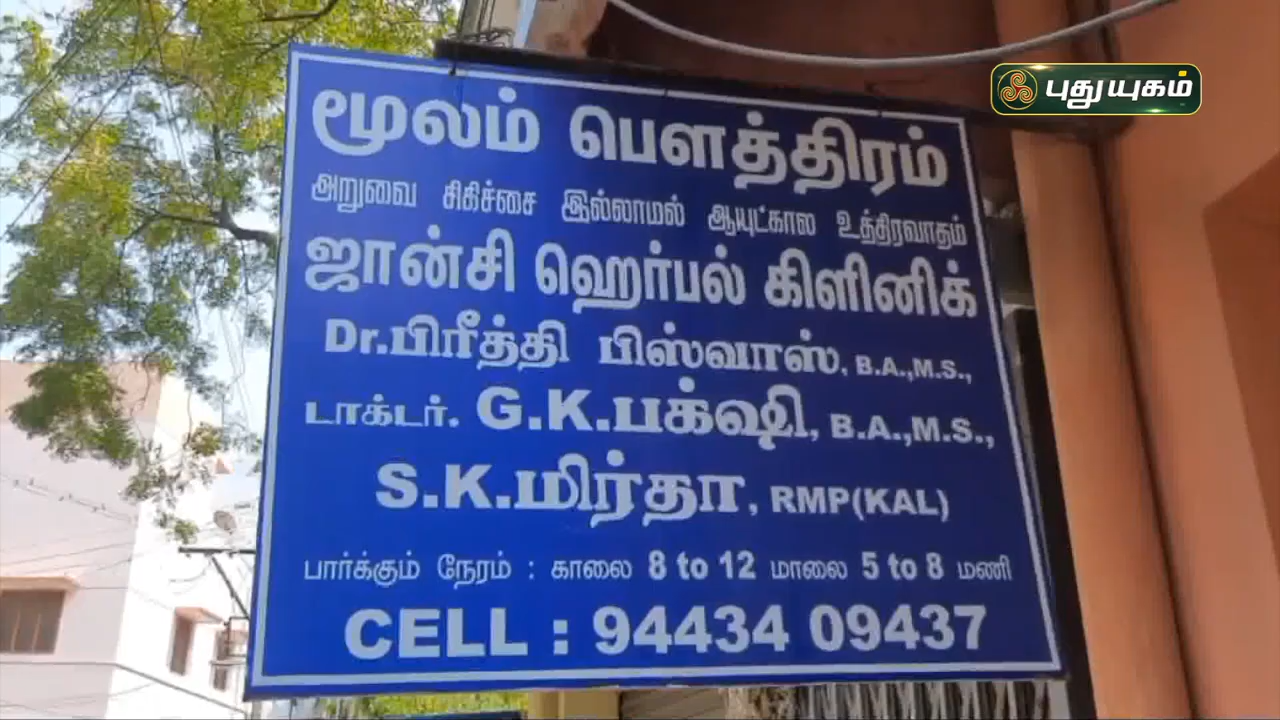 புதுயுகம்
மூலம் பௌத்திரம்
அறுவை சிகிச்சை இல்லாமல் ஆயுட்கால உத்திரவாதம்
ஜான்சி ஹெர்பல் கிளினிக்
Dr.பிரீத்தி பிஸ்வாஸ், B.A.,M.S.,
டாக்டர். G.K.பக்ஷி, B.A.,M.S.,
S.K.மிர்தா, RMP(KAL)
பார்க்கும் நேரம் : காலை 8 to 12 மாலை 5 to 8 மணி
CELL : 94434 09437